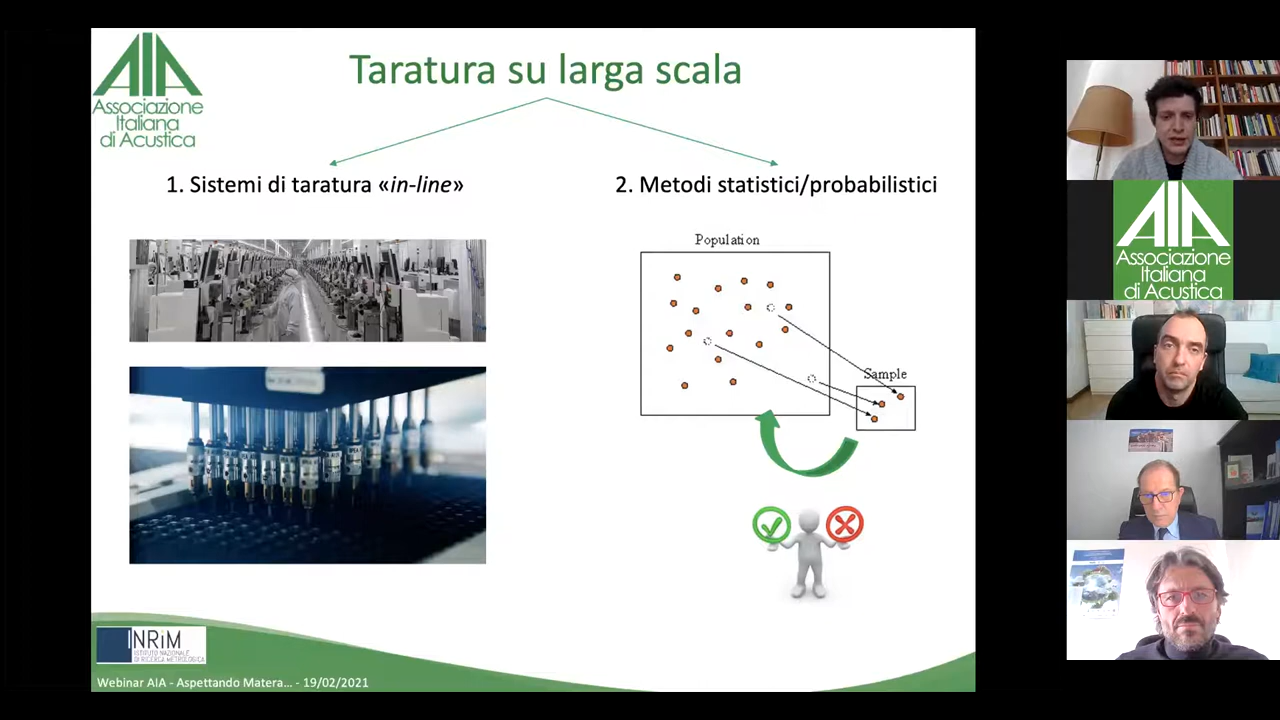 AIA
Associazione
Italiana
di Acustica
Taratura su larga scala
1. Sistemi di taratura «in-line»
2. Metodi statistici/probabilistici
Population
Sample
INRiM
ISTITUTO NAZIONALE
DI RICERCA METROLOGICA
Webinar AIA - Aspettando Matera... - 19/02/2021
AIA
Associazione
Italiana
di Acustica